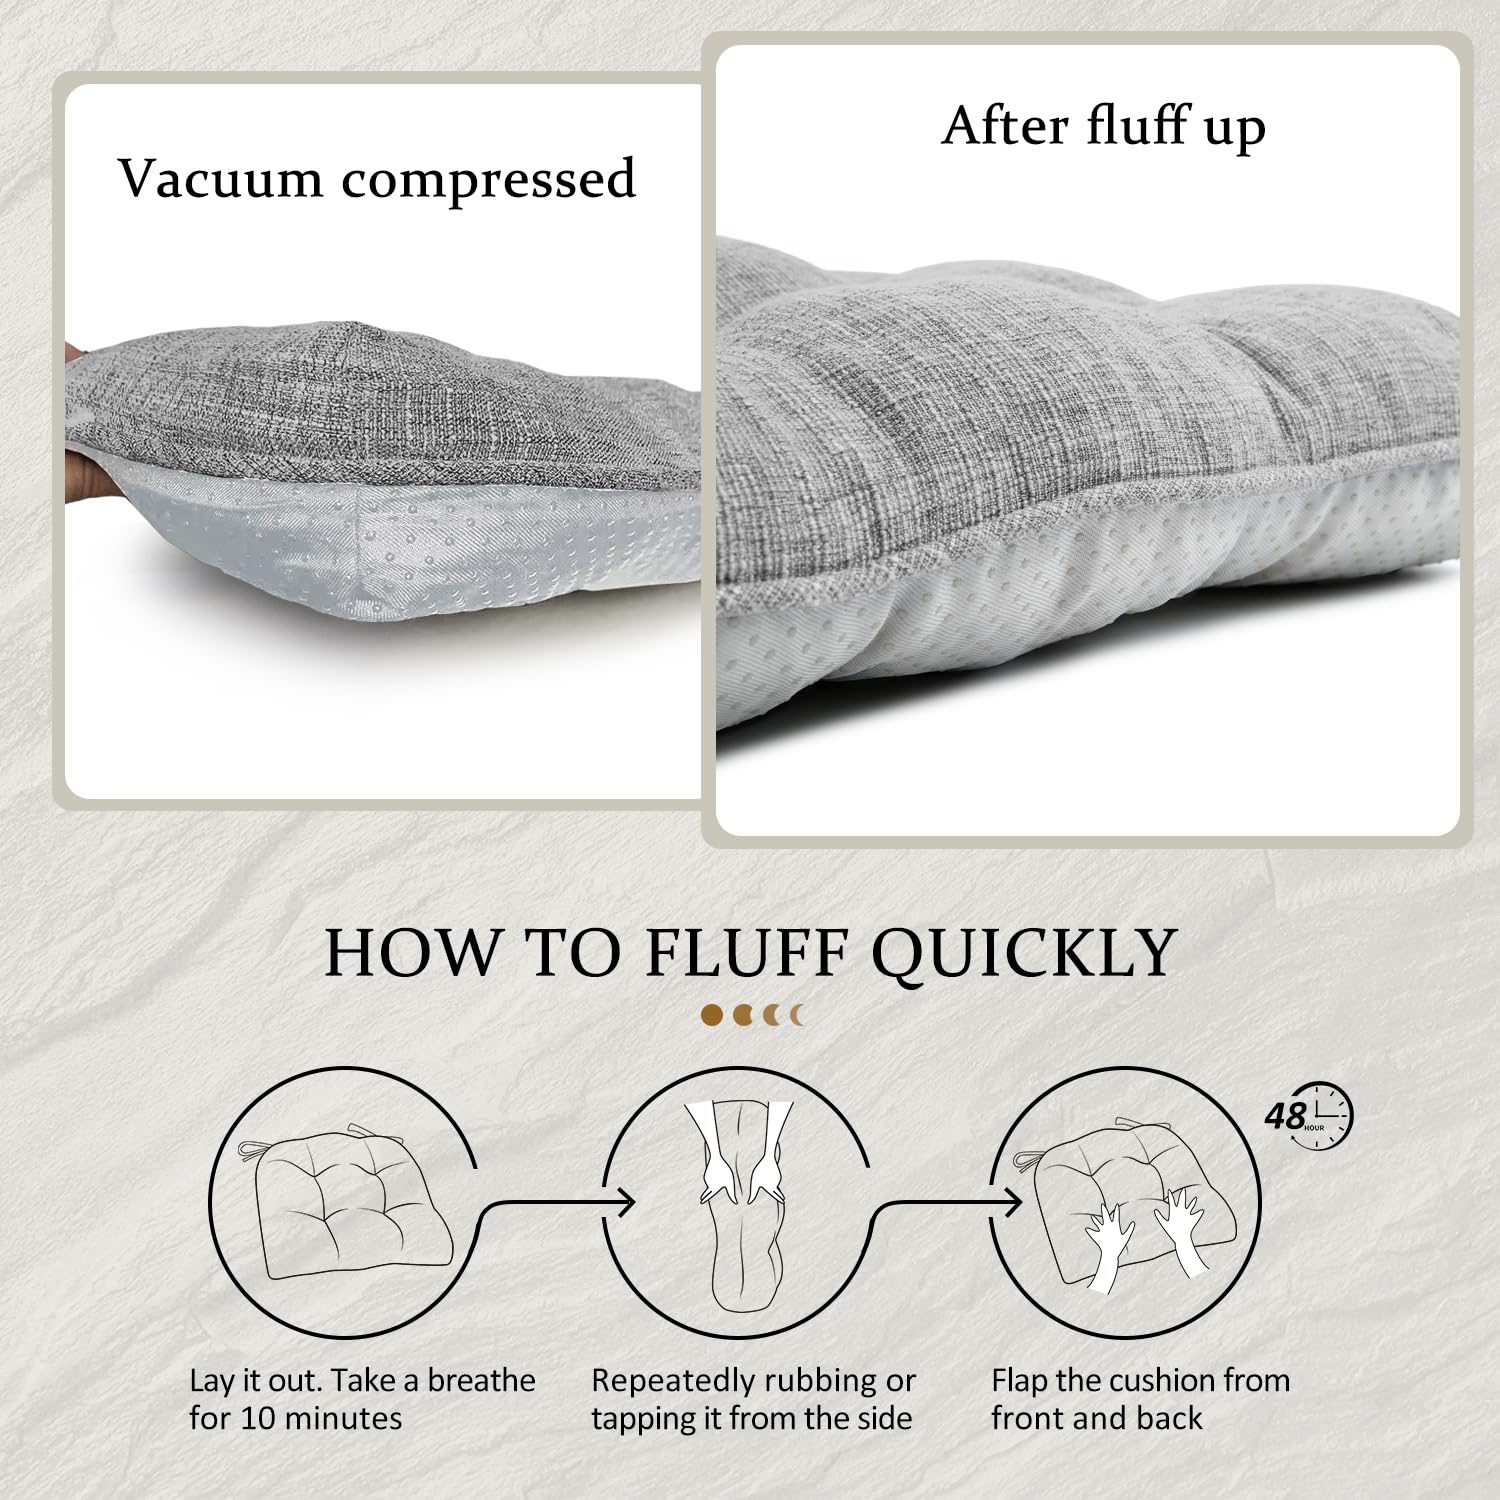 Vacuum compressed
After fluff up
HOW TO FLUFF QUICKLY
48
HOUR
Lay it out. Take a breathe
for 10 minutes
Repeatedly rubbing or
tapping it from the side
Flap the cushion from
front and back